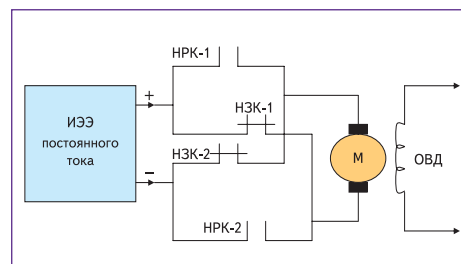 НРК-1
+
НЗК-1
ИЭЭ
постоянного
тока
НЗК-2
М
ОВД
−
НРК-2